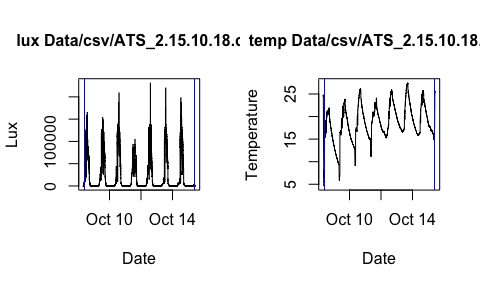 lux Data/csv/ATS_2.15.10.18.c
Lux
0
100000
Oct 10
Oct 14
Date
temp Data/csv/ATS_2.15.10.18.
Temperature
5
15
25
Oct 10
Oct 14
Date